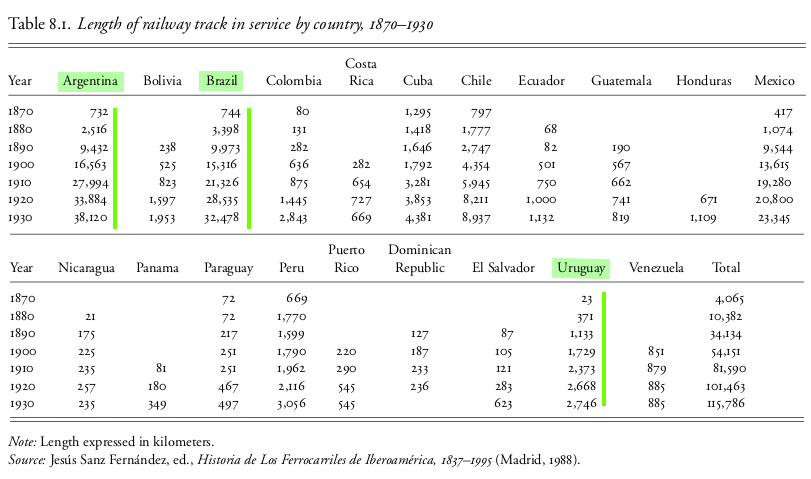 Table 8.1. Length of railway track in service by country, 1870–1930
Costa
Year Argentina Bolivia Brazil Colombia Rica Cuba Chile Ecuador Guatemala Honduras Mexico
1870 732 744 80 1,295 797 417
1880 2,516 3,398 131 1,418 1,777 68 1,074
1890 9,432 238 9,973 282 1,646 2,747 82 190 9,544
1900 16,563 525 15,316 636 282 1,792 4,354 501 567 13,615
1910 27,994 823 21,326 875 654 3,281 5,945 750 662 19,280
1920 33,884 1,597 28,535 1,445 727 3,853 8,211 1,000 741 671 20,800
1930 38,120 1,953 32,478 2,843 669 4,381 8,937 1,132 819 1,109 23,345
Puerto Dominican
Year Nicaragua Panama Paraguay Peru Rico Republic El Salvador Uruguay Venezuela Total
1870 72 669 23 4,065
1880 21 72 1,770 371 10,382
1890 175 217 1,599 127 87 1,133 34,134
1900 225 251 1,790 220 187 105 1,729 851 54,151
1910 235 81 251 1,962 290 233 121 2,373 879 81,590
1920 257 180 467 2,116 545 236 283 2,668 885 101,463
1930 235 349 497 3,056 545 623 2,746 885 115,786
Note: Length expressed in kilometers.
Source: Jesús Sanz Fernández, ed., Historia de Los Ferrocarriles de Iberoamérica, 1837–1995 (Madrid, 1988).